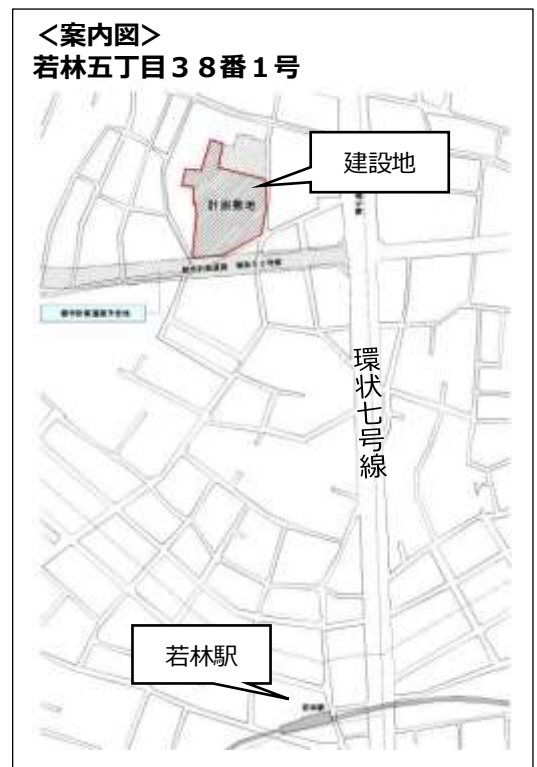 <案内図>
若林五丁目38番1号
建設地
計画敷地
環状七号線
若林駅